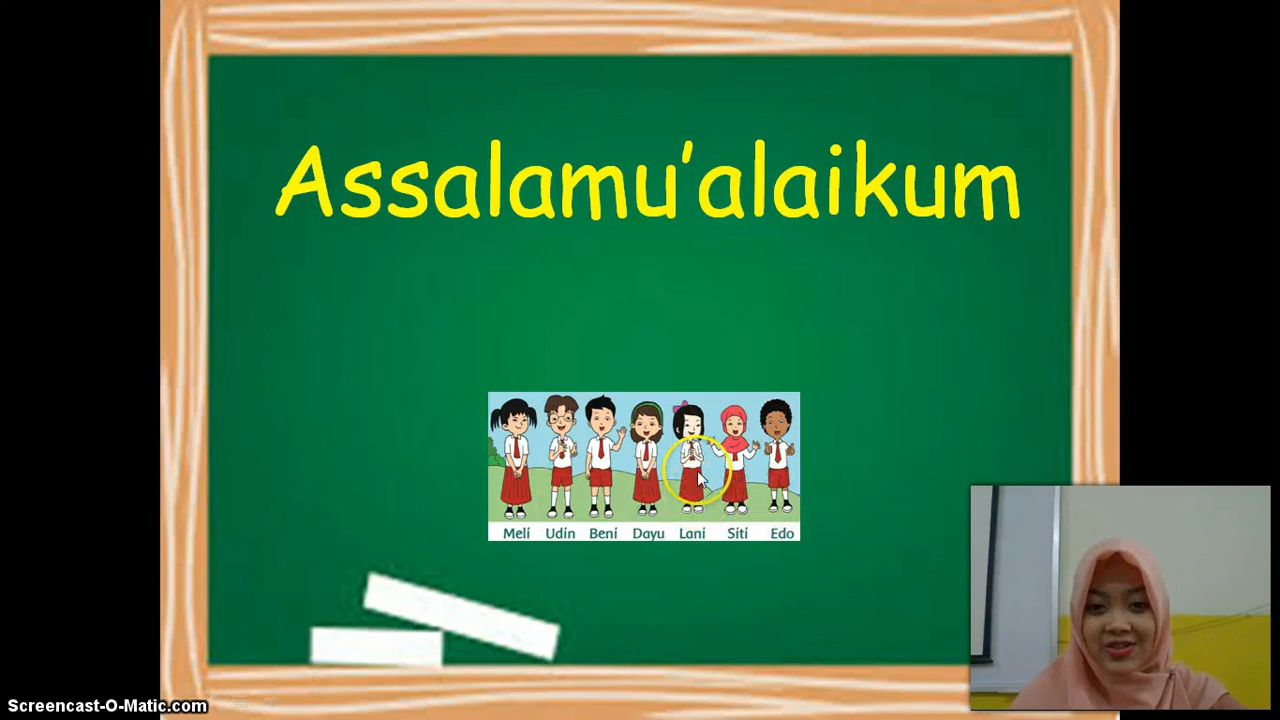 Assalamu'alaikum
Meli Udin Beni Dayu Lani Siti Edo
Screencast-O-Matic.com